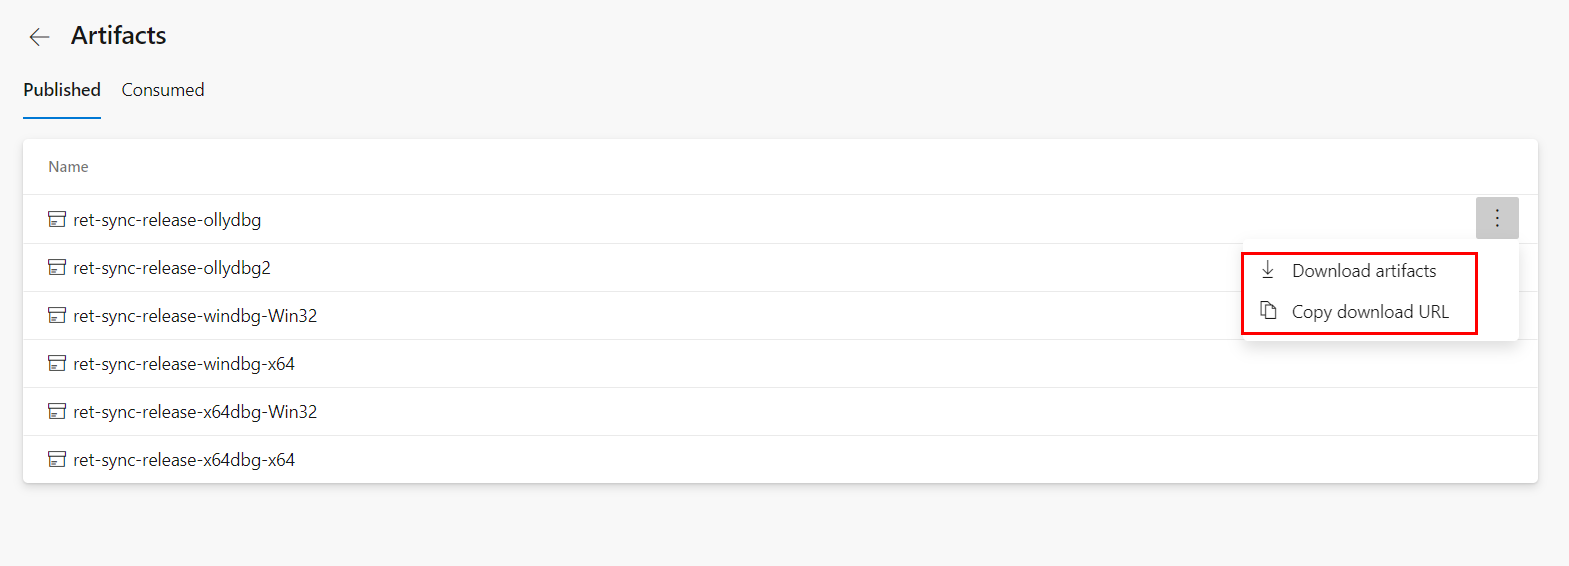 Artifacts
Published Consumed
Name
ret-sync-release-ollydbg
ret-sync-release-ollydbg2
Download artifacts
Copy download URL
ret-sync-release-windbg-Win32
ret-sync-release-windbg-x64
ret-sync-release-x64dbg-Win32
ret-sync-release-x64dbg-x64